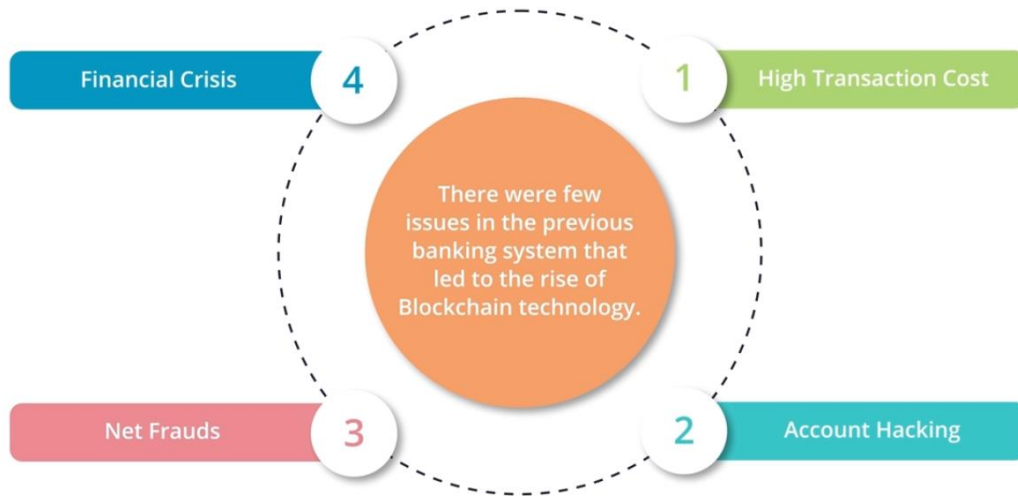 4
Financial Crisis
1
High Transaction Cost
There were few
issues in the previous
banking system that
led to the rise of
Blockchain technology.
3
Net Frauds
2
Account Hacking